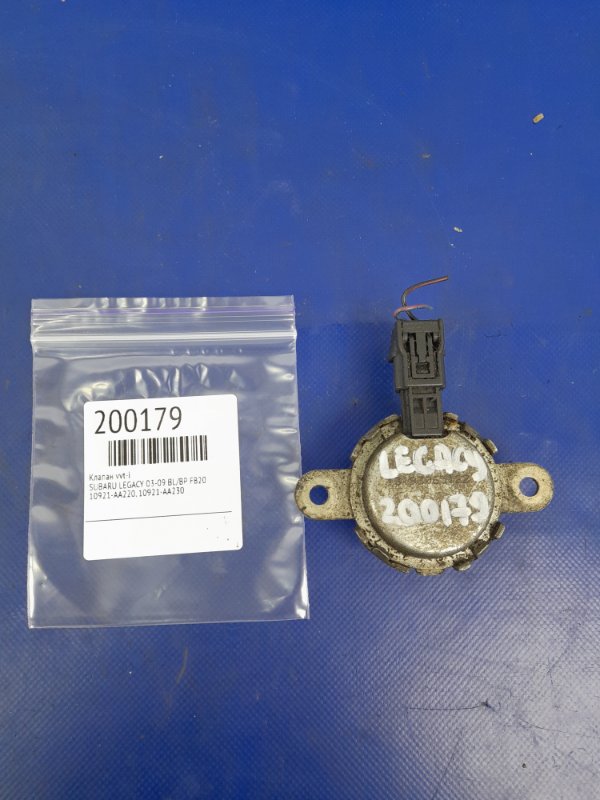 200179
Клапан vvt-i
SUBARU LEGACY 03-09 BL/BP FB20
10921-AA220, 10921-AA230
LEGACY
200179